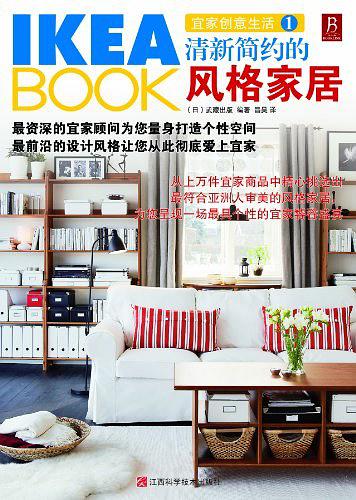 IKEA
BOOK
宜家创意生活 1
清新简约的
风格家居
(日)武藏出版 编著 昌昊 译
最资深的宜家顾问为您量身打造个性空间
最前沿的设计风格让您从此彻底爱上宜家
从上万件宜家商品中精心挑选出
最符合亚洲人审美的风格家居!
为您呈现一场最具个性的宜家视容盛宴
江西科学技术出版社